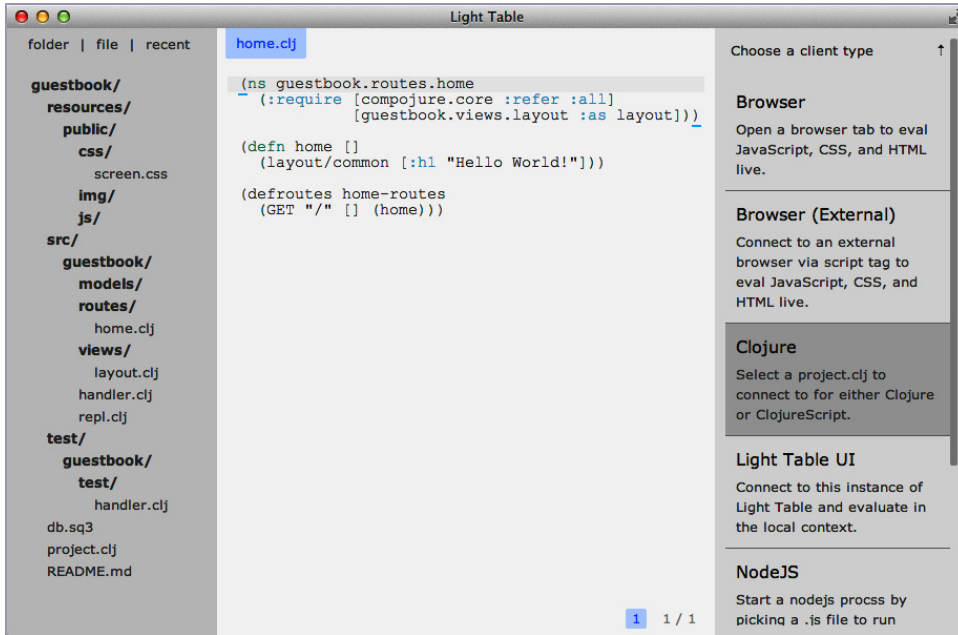 Light Table
folder | file | recent
guestbook/
resources/
public/
css/
screen.css
img/
js/
src/
guestbook/
models/
routes/
home.clj
views/
layout.clj
handler.clj
repl.clj
test/
guestbook/
test/
handler.clj
db.sq3
project.clj
README.md
home.clj
(ns guestbook.routes.home
  (:require [compojure.core :refer :all]
            [guestbook.views.layout :as layout]))
(defn home []
  (layout/common [:h1 "Hello World!"]))
(defroutes home-routes
  (GET "/" [] (home)))
1 1 / 1
Choose a client type ↑
Browser
Open a browser tab to eval
JavaScript, CSS, and HTML
live.
Browser (External)
Connect to an external
browser via script tag to
eval JavaScript, CSS, and
HTML live.
Clojure
Select a project.clj to
connect to for either Clojure
or ClojureScript.
Light Table UI
Connect to this instance of
Light Table and evaluate in
the local context.
NodeJS
Start a nodejs procss by
picking a .js file to run